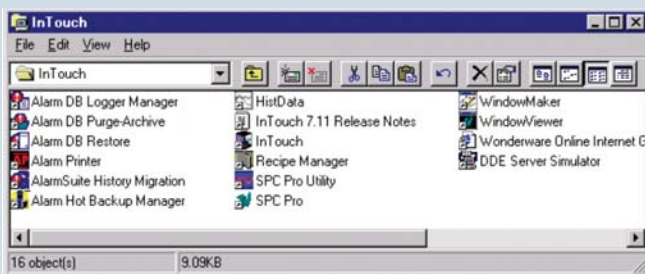 InTouch
File Edit View Help
InTouch
Alarm DB Logger Manager
Alarm DB Purge-Archive
Alarm DB Restore
Alarm Printer
AlarmSuite History Migration
Alarm Hot Backup Manager
HistData
InTouch 7.11 Release Notes
InTouch
Recipe Manager
SPC Pro Utility
SPC Pro
WindowMaker
WindowViewer
Wonderware Online Internet G
DDE Server Simulator
16 object(s) 9.09KB